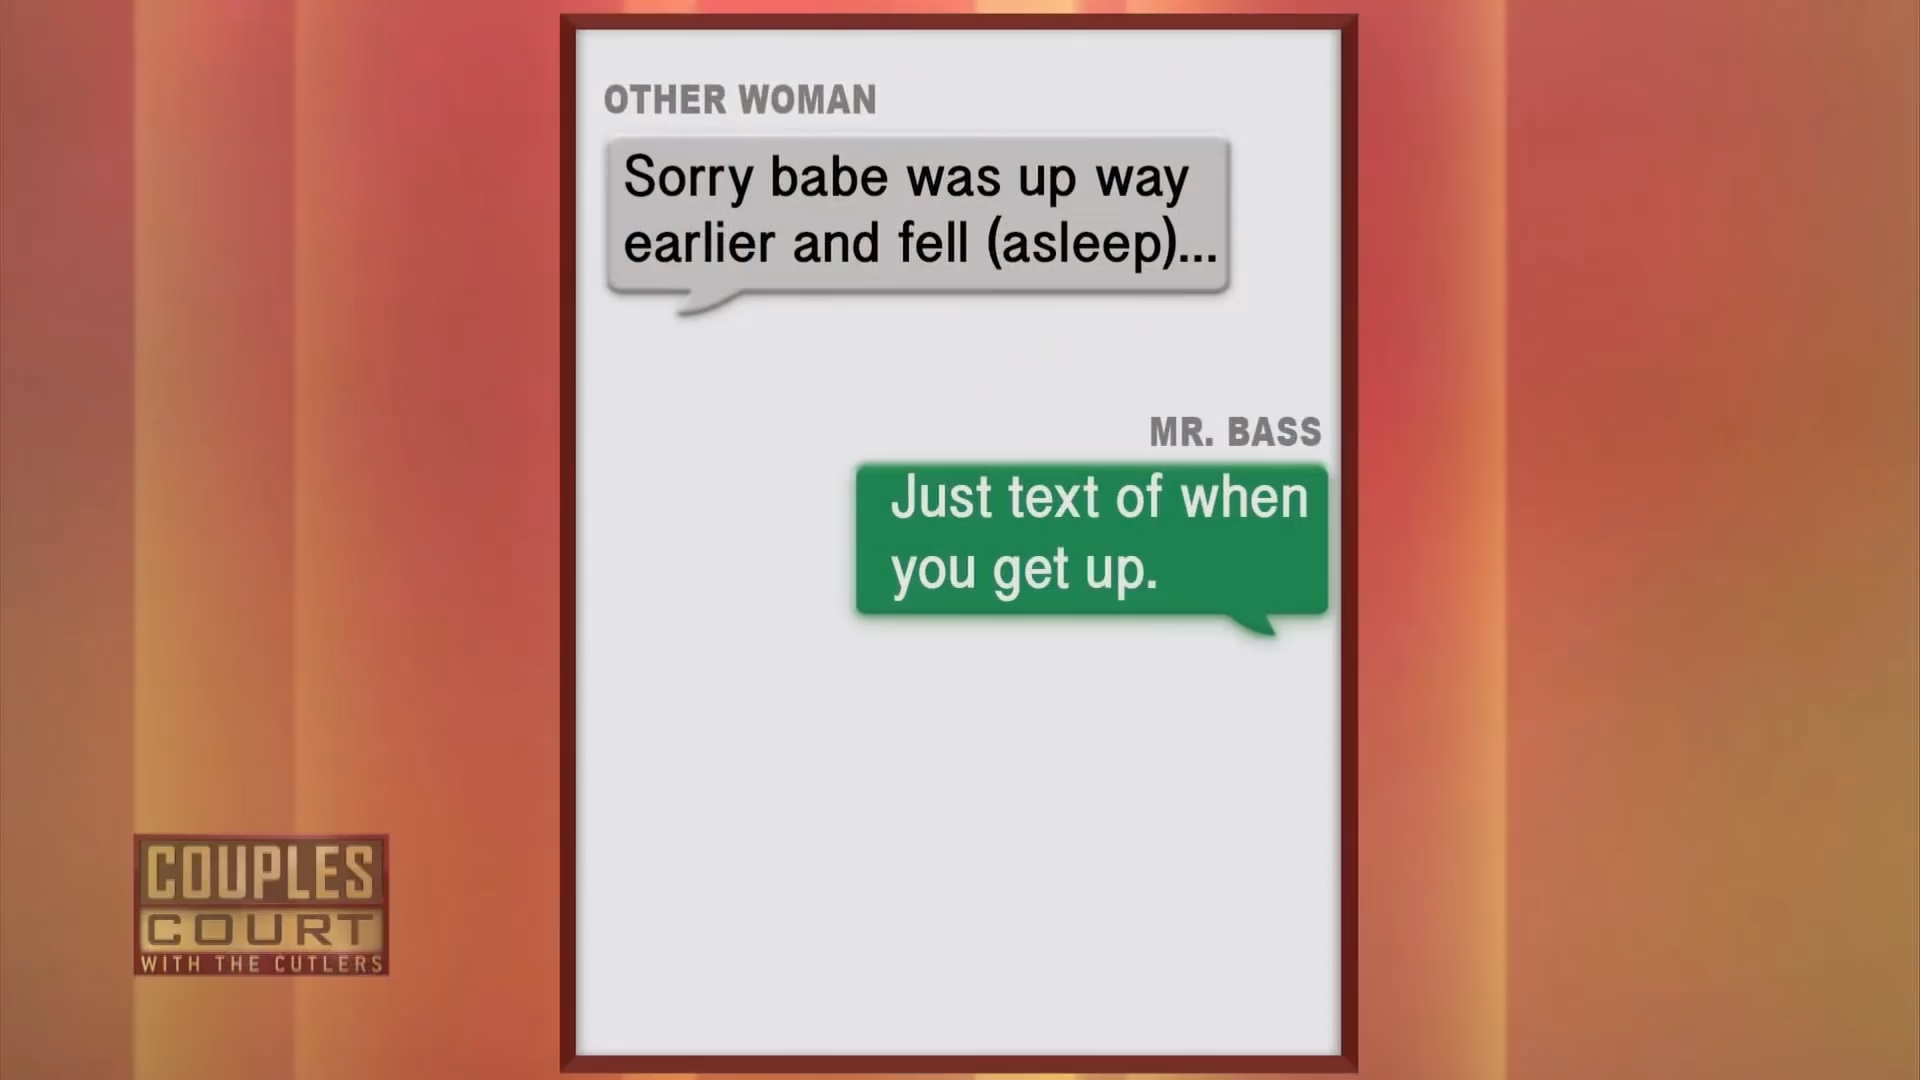 OTHER WOMAN
Sorry babe was up way
earlier and fell (asleep)...
MR. BASS
Just text of when
you get up.
COUPLES
COURT
WITH THE CUTLERS